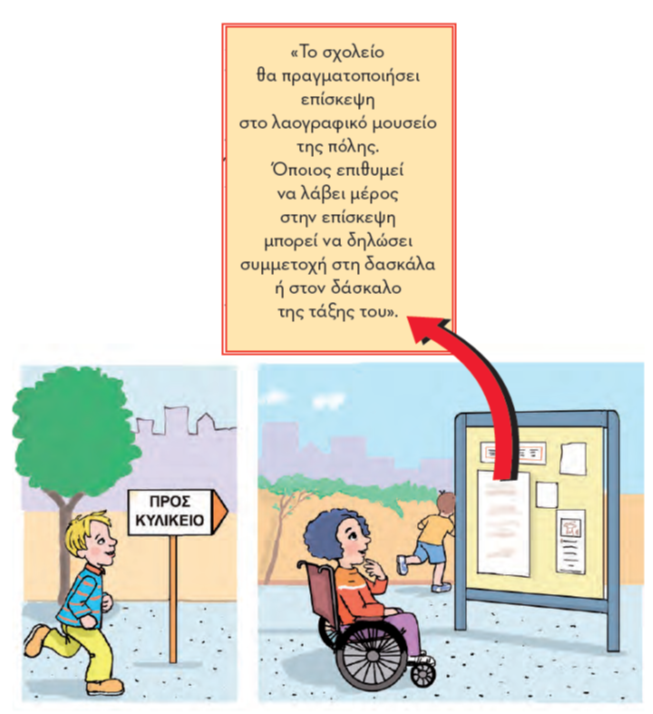 «Το σχολείο
θα πραγματοποιήσει
επίσκεψη
στο λαογραφικό μουσείο
της πόλης.
Όποιος επιθυμεί
να λάβει μέρος
στην επίσκεψη
μπορεί να δηλώσει
συμμετοχή στη δασκάλα
ή στον δάσκαλο
της τάξης του».
ΠΡΟΣ
ΚΥΛΙΚΕΙΟ